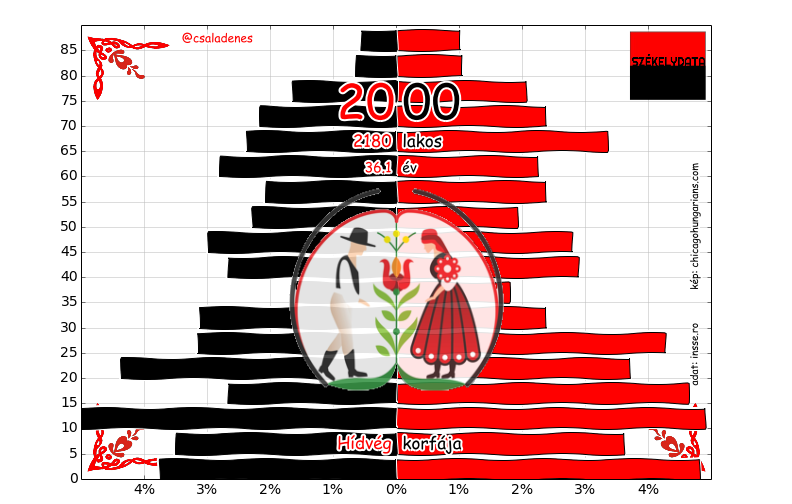 @csaladenes
SZÉKELYDATA
2000
2180 lakos
36.1 év
Hídvég korfája
kép: chicagohungarians.com
adat: insse.ro
85
80
75
70
65
60
55
50
45
40
35
30
25
20
15
10
5
0
4% 3% 2% 1% 0% 1% 2% 3% 4%